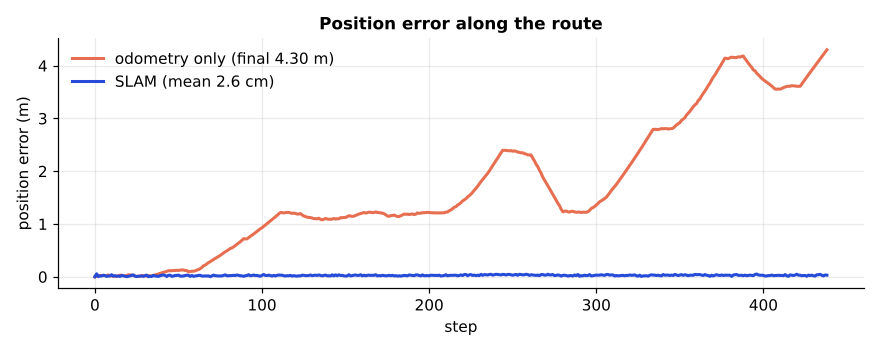 Position error along the route
odometry only (final 4.30 m)
SLAM (mean 2.6 cm)
position error (m)
4
3
2
1
0
0 100 200 300 400
step